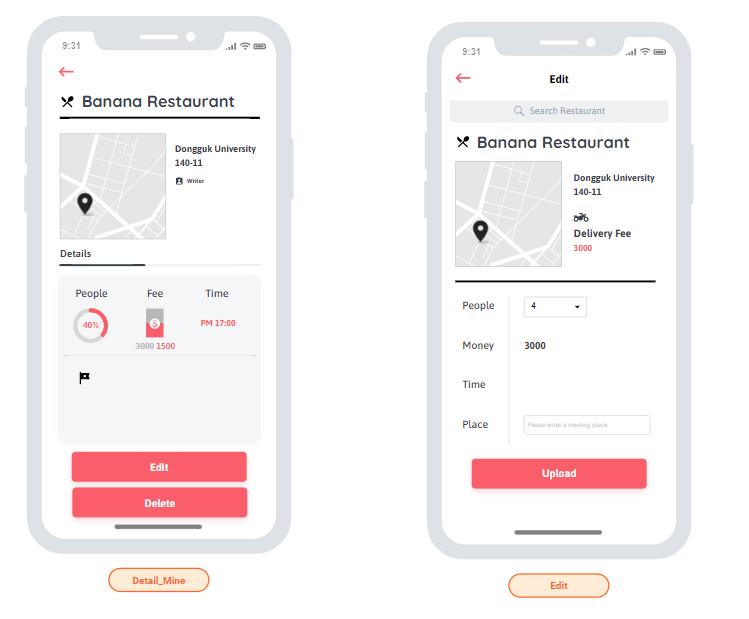 9:31
Banana Restaurant
Dongguk University
140-11
Writer
Details
People Fee Time
40%
$
PM 17:00
3000 1500
Edit
Delete
Detail_Mine
9:31
Edit
Search Restaurant
Banana Restaurant
Dongguk University
140-11
Delivery Fee
3000
People 4
Money 3000
Time
Place Please enter a meeting place
Upload
Edit